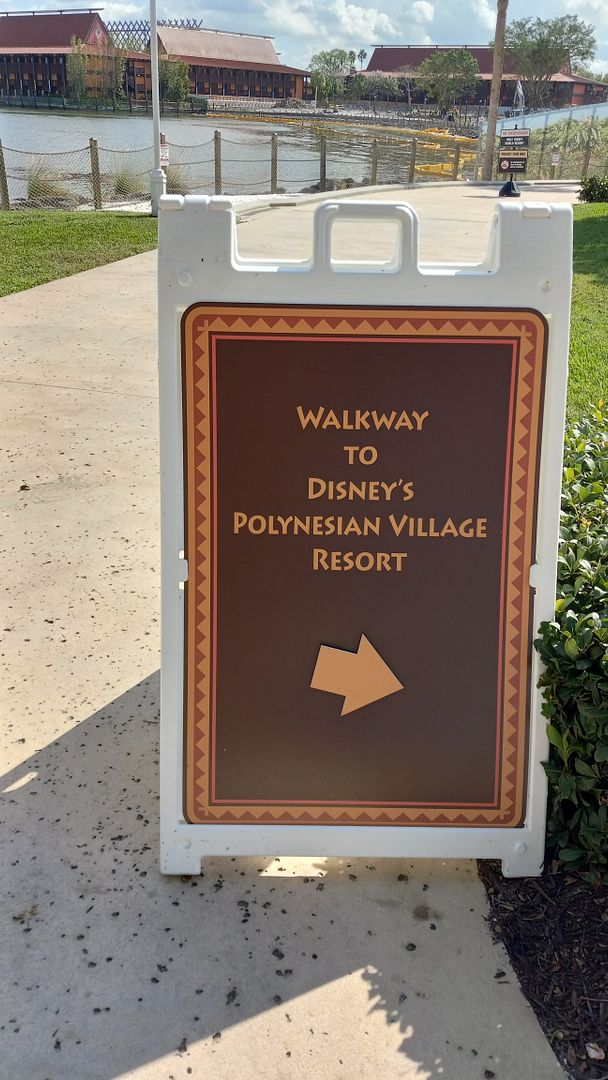 Walkway
to
Disney's
Polynesian Village
Resort